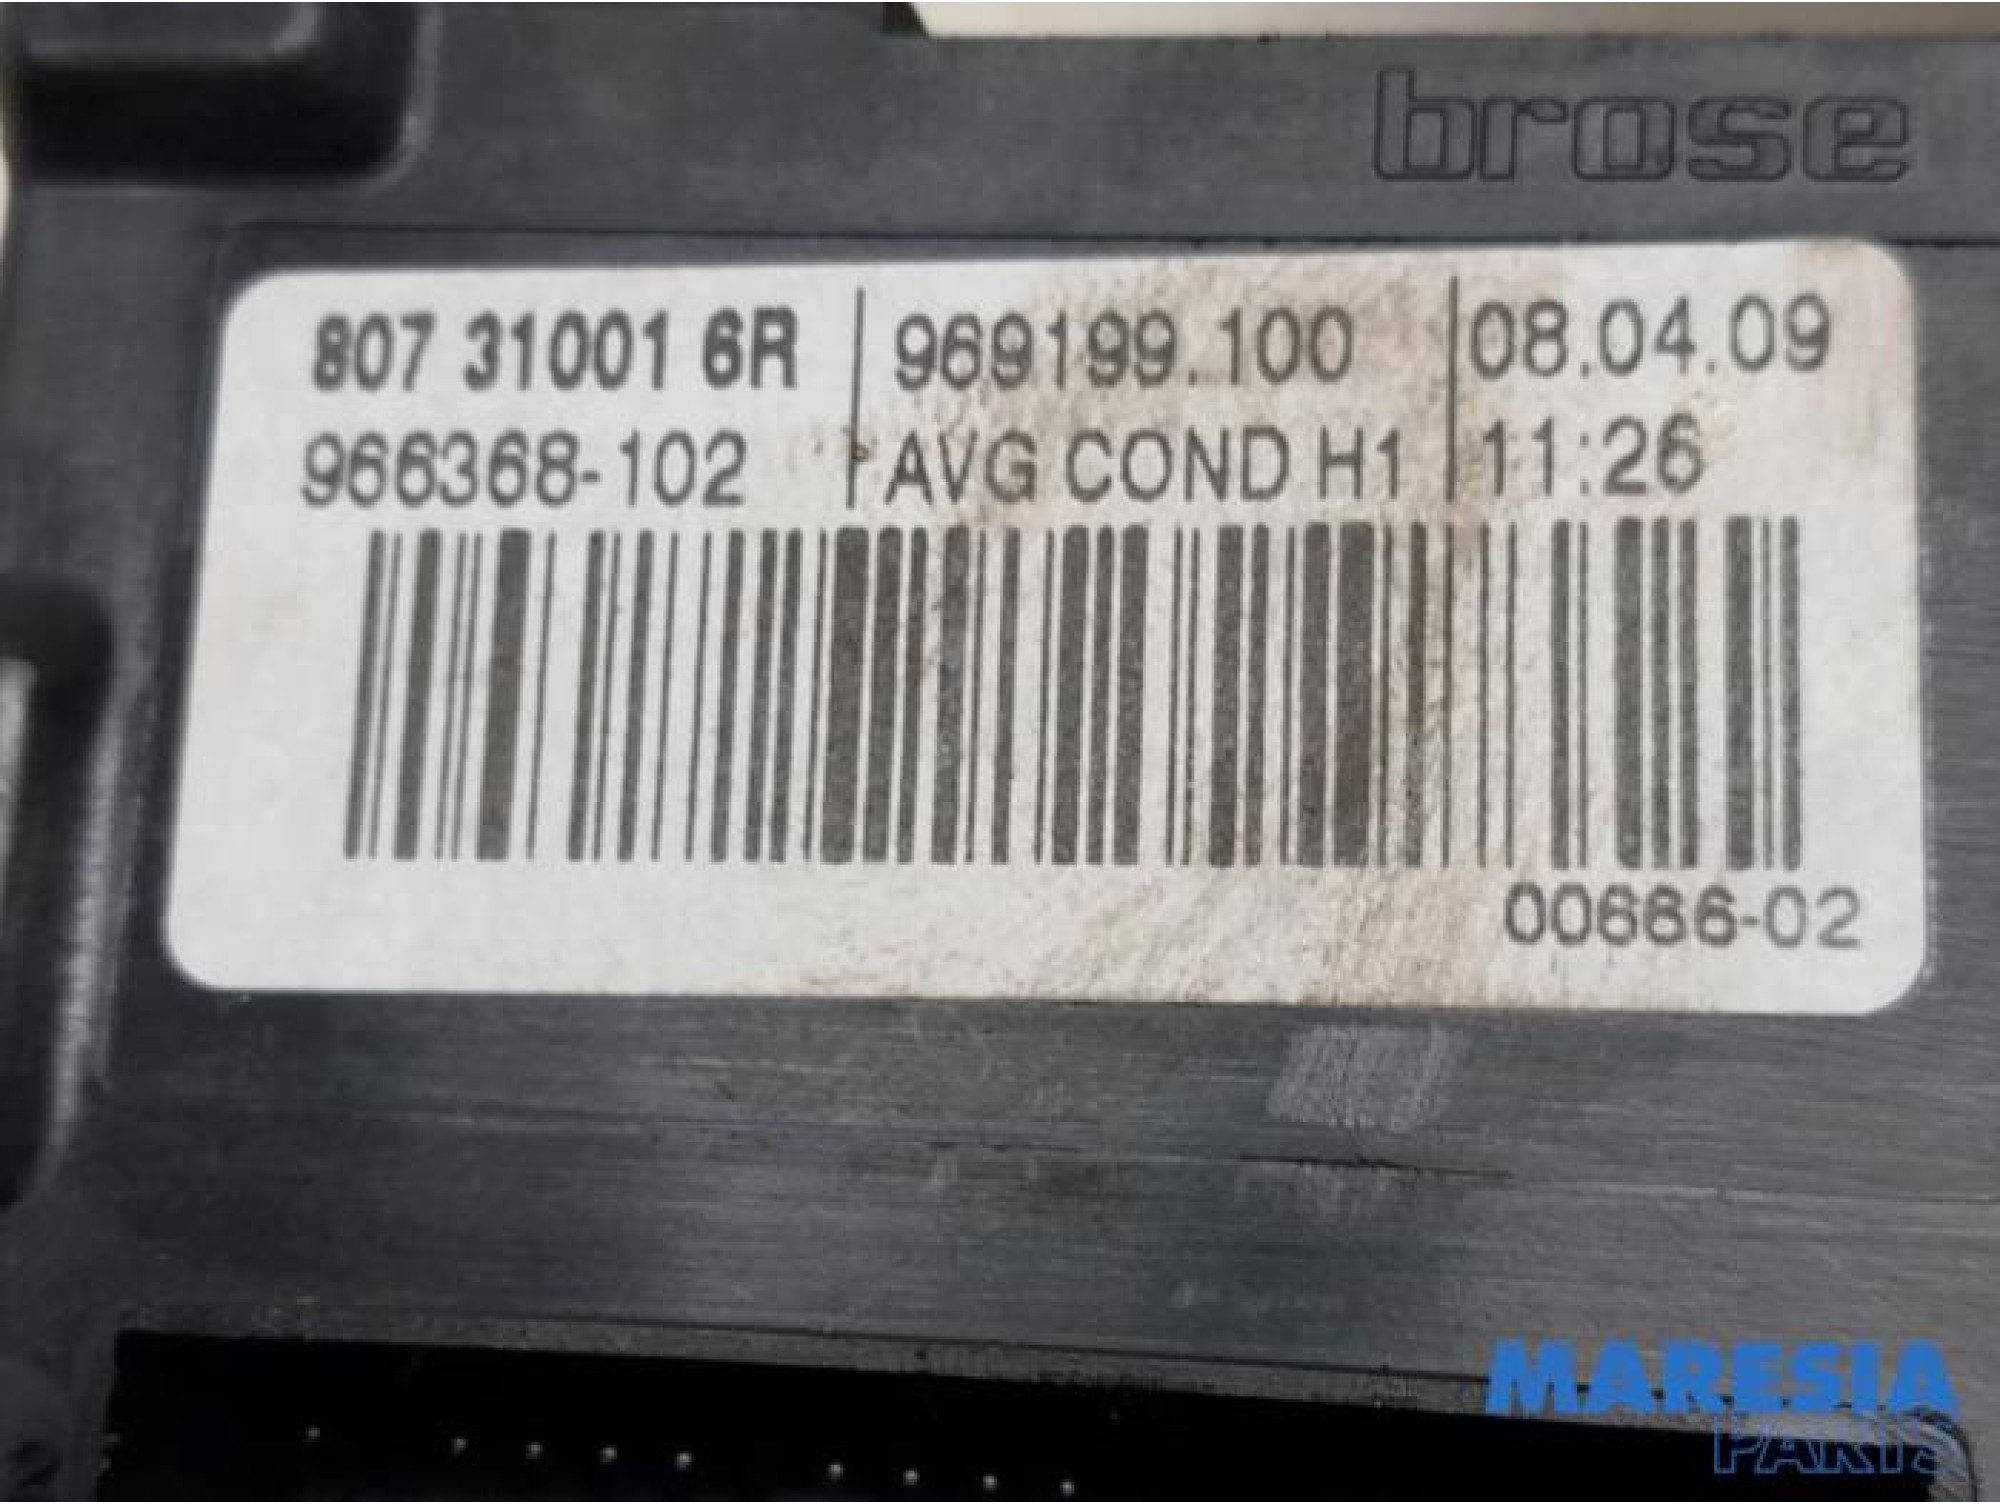 brose
807 31001 6R 969199.100 08.04.09
966368-102 AVG COND H1 11:26
00666-02
MARESIA
PARTS